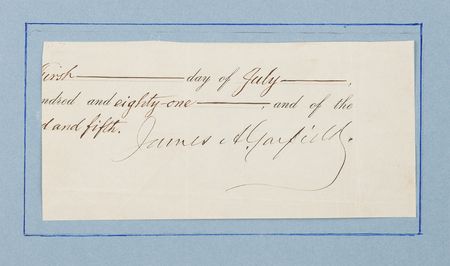 First day of July,
ndred and eighty-one, and of the
d and fifth.
James A. Garfield.